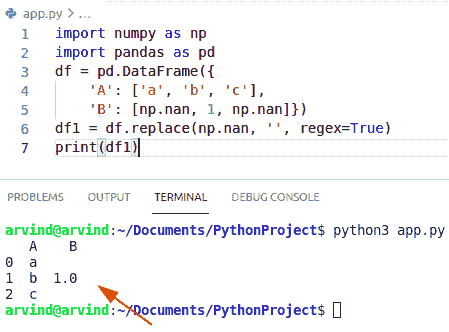 app.py > ...
1 import numpy as np
2 import pandas as pd
3 df = pd.DataFrame({
4     'A': ['a', 'b', 'c'],
5     'B': [np.nan, 1, np.nan]})
6 df1 = df.replace(np.nan, '', regex=True)
7 print(df1)
PROBLEMS OUTPUT TERMINAL DEBUG CONSOLE
arvind@arvind:~/Documents/PythonProject$ python3 app.py
   A    B
0  a
1  b  1.0
2  c
arvind@arvind:~/Documents/PythonProject$